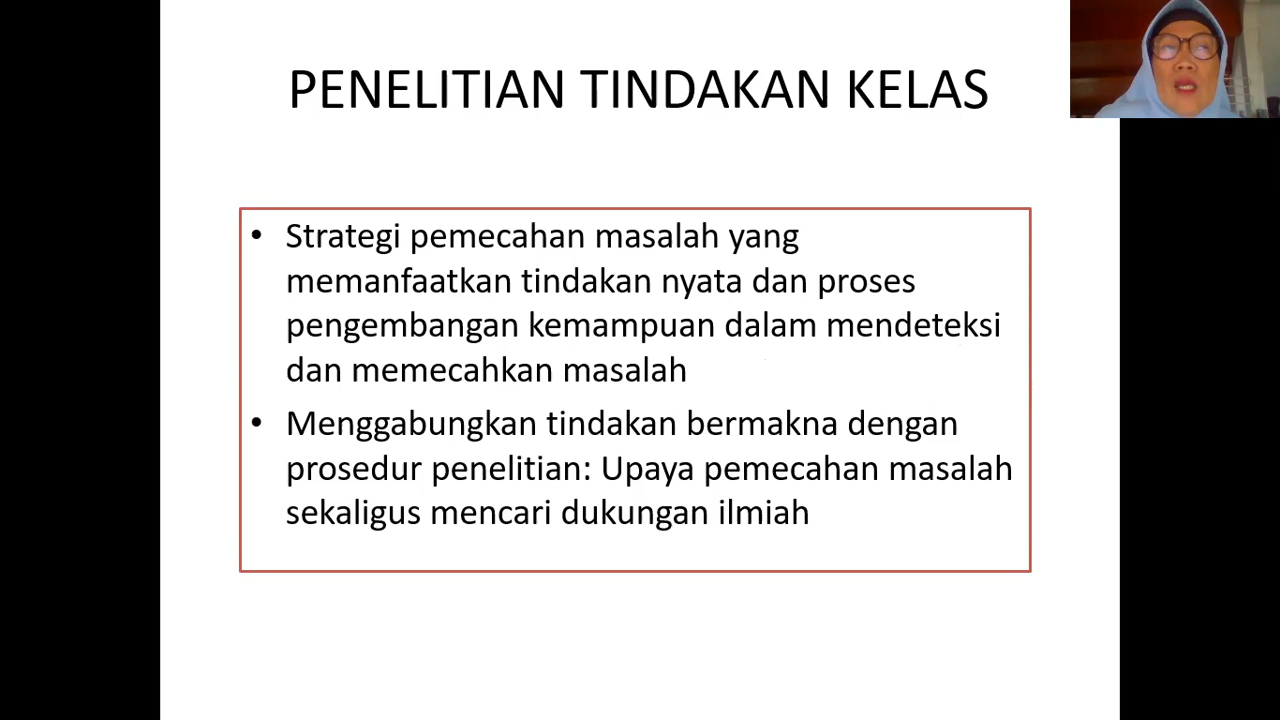 PENELITIAN TINDAKAN KELAS
• Strategi pemecahan masalah yang
memanfaatkan tindakan nyata dan proses
pengembangan kemampuan dalam mendeteksi
dan memecahkan masalah
• Menggabungkan tindakan bermakna dengan
prosedur penelitian: Upaya pemecahan masalah
sekaligus mencari dukungan ilmiah